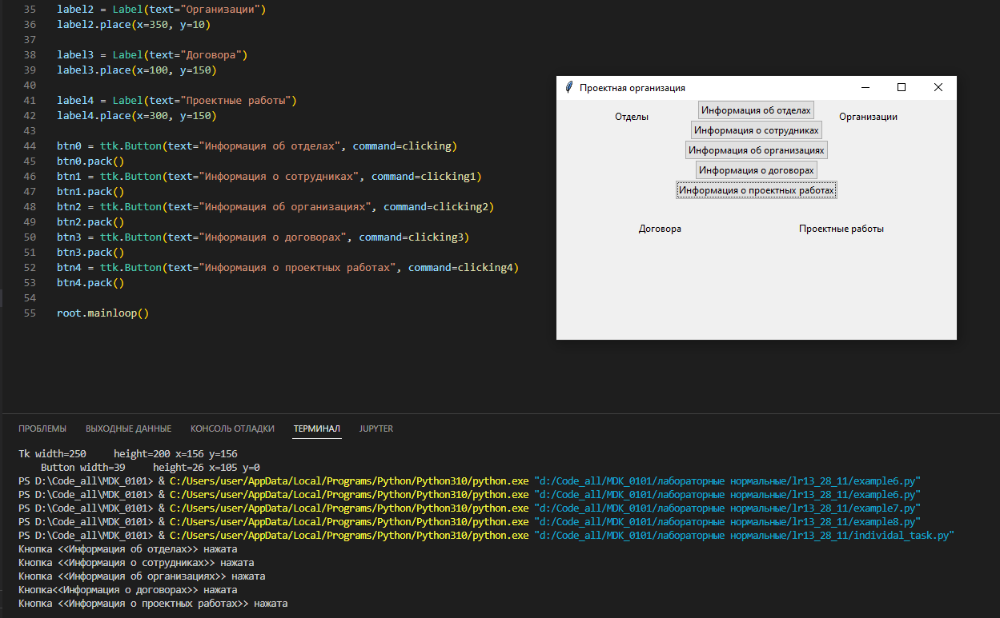 35 label2 = Label(text="Организации")
36 label2.place(x=350, y=10)
37
38 label3 = Label(text="Договора")
39 label3.place(x=100, y=150)
40
41 label4 = Label(text="Проектные работы")
42 label4.place(x=300, y=150)
43
44 btn0 = ttk.Button(text="Информация об отделах", command=clicking)
45 btn0.pack()
46 btn1 = ttk.Button(text="Информация о сотрудниках", command=clicking1)
47 btn1.pack()
48 btn2 = ttk.Button(text="Информация об организациях", command=clicking2)
49 btn2.pack()
50 btn3 = ttk.Button(text="Информация о договорах", command=clicking3)
51 btn3.pack()
52 btn4 = ttk.Button(text="Информация о проектных работах", command=clicking4)
53 btn4.pack()
54
55 root.mainloop()
Проектная организация
Отделы Информация об отделах Организации
Информация о сотрудниках
Информация об организациях
Информация о договорах
Информация о проектных работах
Договора Проектные работы
ПРОБЛЕМЫ ВЫХОДНЫЕ ДАННЫЕ КОНСОЛЬ ОТЛАДКИ ТЕРМИНАЛ JUPYTER
Tk width=250 height=200 x=156 y=156
Button width=39 height=26 x=105 y=0
PS D:\Code_all\MDK_0101> & C:/Users/user/AppData/Local/Programs/Python/Python310/python.exe "d:/Code_all/MDK_0101/лабораторные нормальные/lr13_28_11/example6.py"
PS D:\Code_all\MDK_0101> & C:/Users/user/AppData/Local/Programs/Python/Python310/python.exe "d:/Code_all/MDK_0101/лабораторные нормальные/lr13_28_11/example6.py"
PS D:\Code_all\MDK_0101> & C:/Users/user/AppData/Local/Programs/Python/Python310/python.exe "d:/Code_all/MDK_0101/лабораторные нормальные/lr13_28_11/example7.py"
PS D:\Code_all\MDK_0101> & C:/Users/user/AppData/Local/Programs/Python/Python310/python.exe "d:/Code_all/MDK_0101/лабораторные нормальные/lr13_28_11/example8.py"
PS D:\Code_all\MDK_0101> & C:/Users/user/AppData/Local/Programs/Python/Python310/python.exe "d:/Code_all/MDK_0101/лабораторные нормальные/lr13_28_11/individal_task.py"
Кнопка <<Информация об отделах>> нажата
Кнопка <<Информация о сотрудниках>> нажата
Кнопка <<Информация об организациях>> нажата
Кнопка<<Информация о договорах>> нажата
Кнопка <<Информация о проектных работах>> нажата